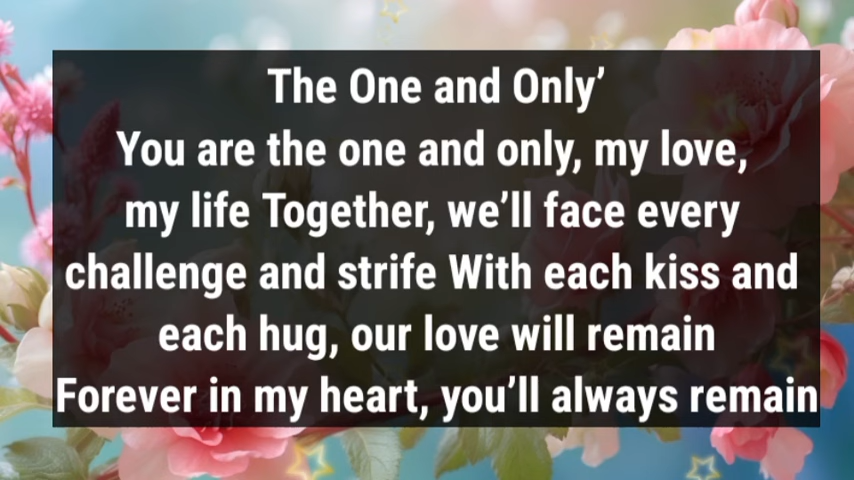 The One and Only’
You are the one and only, my love,
my life Together, we’ll face every
challenge and strife With each kiss and
each hug, our love will remain
Forever in my heart, you’ll always remain